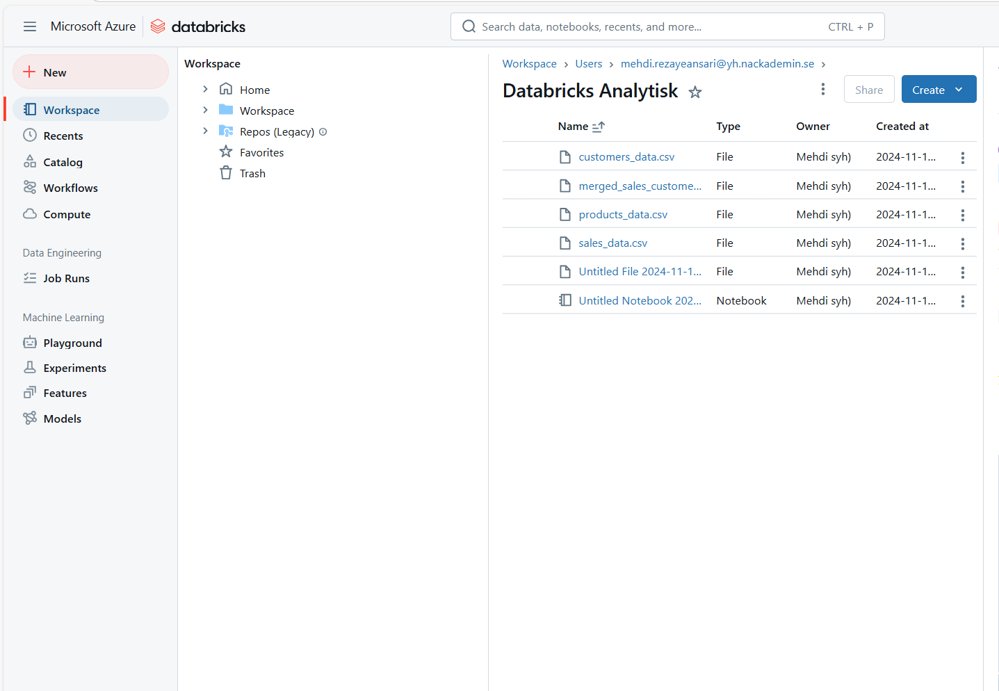 Microsoft Azure databricks
Search data, notebooks, recents, and more... CTRL + P
New
Workspace
Recents
Catalog
Workflows
Compute
Data Engineering
Job Runs
Machine Learning
Playground
Experiments
Features
Models
Workspace
Home
Workspace
Repos (Legacy)
Favorites
Trash
Workspace > Users > mehdi.rezayeansari@yh.nackademin.se >
Databricks Analytisk
Share
Create
Name Type Owner Created at
customers_data.csv File Mehdi syh) 2024-11-1...
merged_sales_custome... File Mehdi syh) 2024-11-1...
products_data.csv File Mehdi syh) 2024-11-1...
sales_data.csv File Mehdi syh) 2024-11-1...
Untitled File 2024-11-1... File Mehdi syh) 2024-11-1...
Untitled Notebook 202... Notebook Mehdi syh) 2024-11-1...